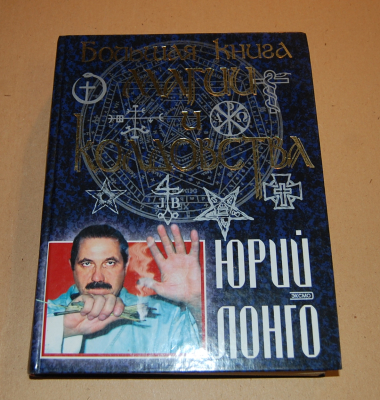 Большая Книга
Магии
и
Колдовства
ЮРИЙ
ЭКСМО
ЛОНГО